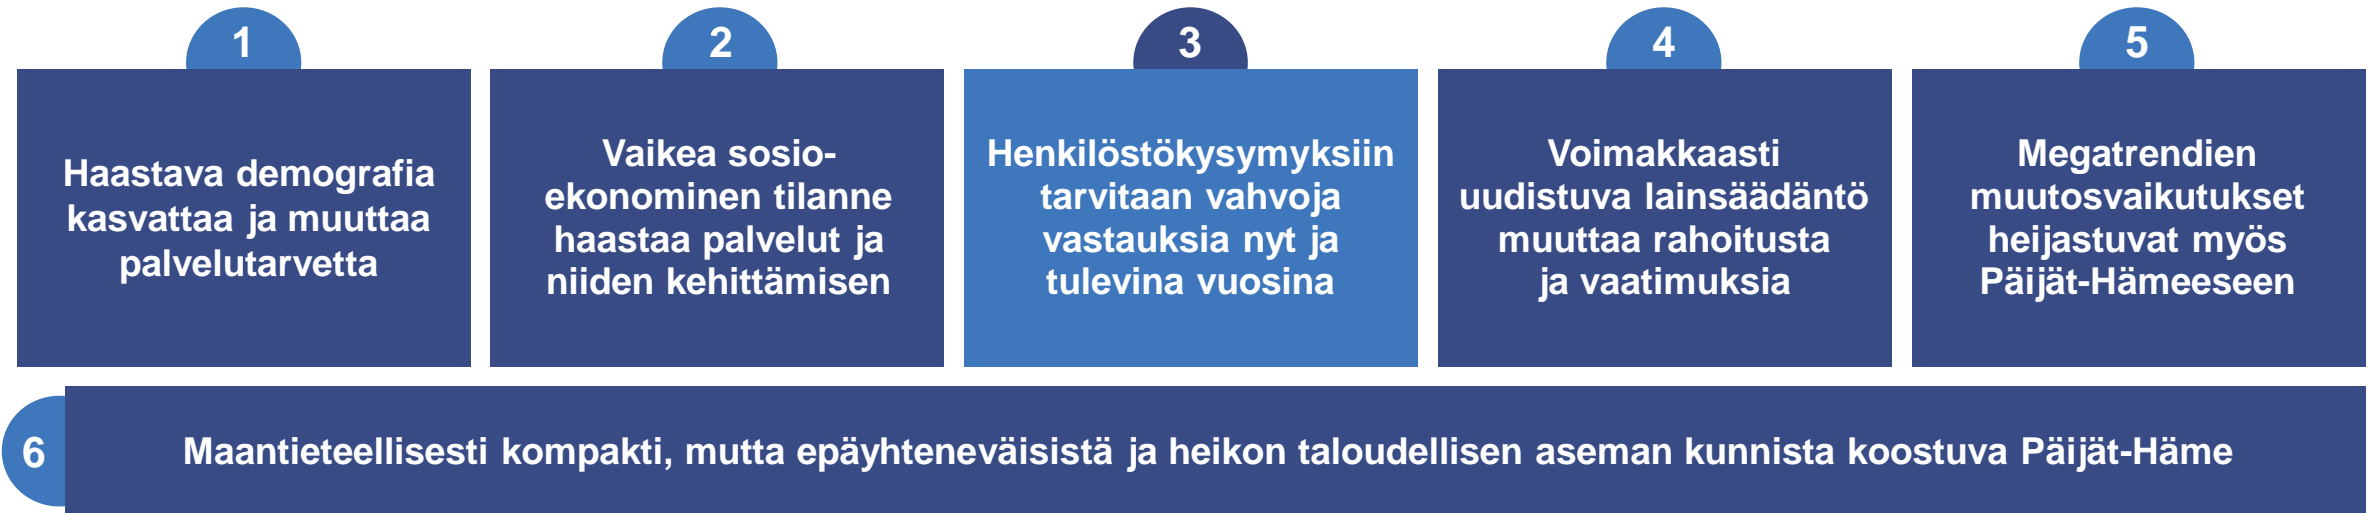 1
Haastava demografia
kasvattaa ja muuttaa
palvelutarvetta
2
Vaikea sosio-
ekonominen tilanne
haastaa palvelut ja
niiden kehittämisen
3
Henkilöstökysymyksiin
tarvitaan vahvoja
vastauksia nyt ja
tulevina vuosina
4
Voimakkaasti
uudistuva lainsäädäntö
muuttaa rahoitusta
ja vaatimuksia
5
Megatrendien
muutosvaikutukset
heijastuvat myös
Päijät-Hämeeseen
6
Maantieteellisesti kompakti, mutta epäyhteneväisistä ja heikon taloudellisen aseman kunnista koostuva Päijät-Häme